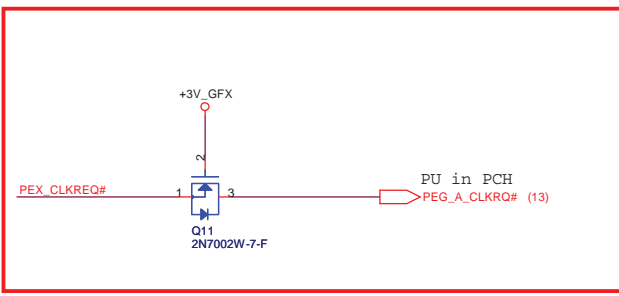 +3V_GFX
2
PU in PCH
PEX_CLKREQ#
1
3
PEG_A_CLKRQ# (13)
Q11
2N7002W-7-F